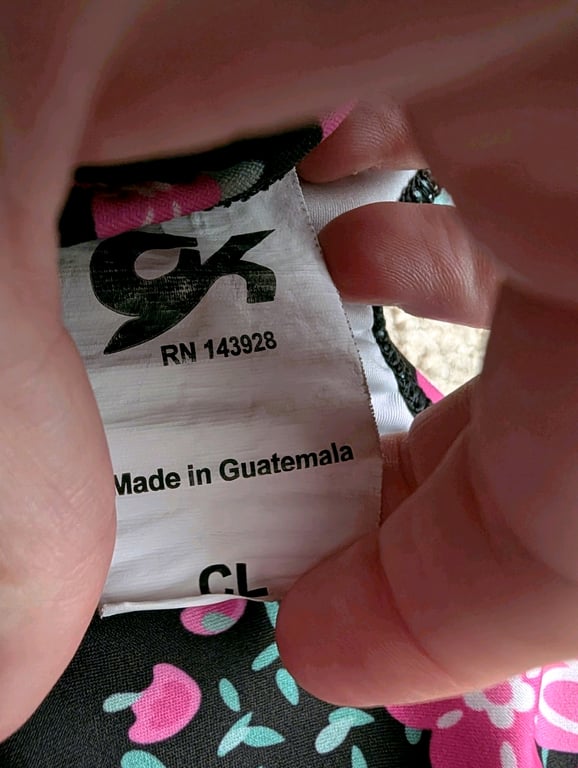 GK
RN 143928
Made in Guatemala
CL